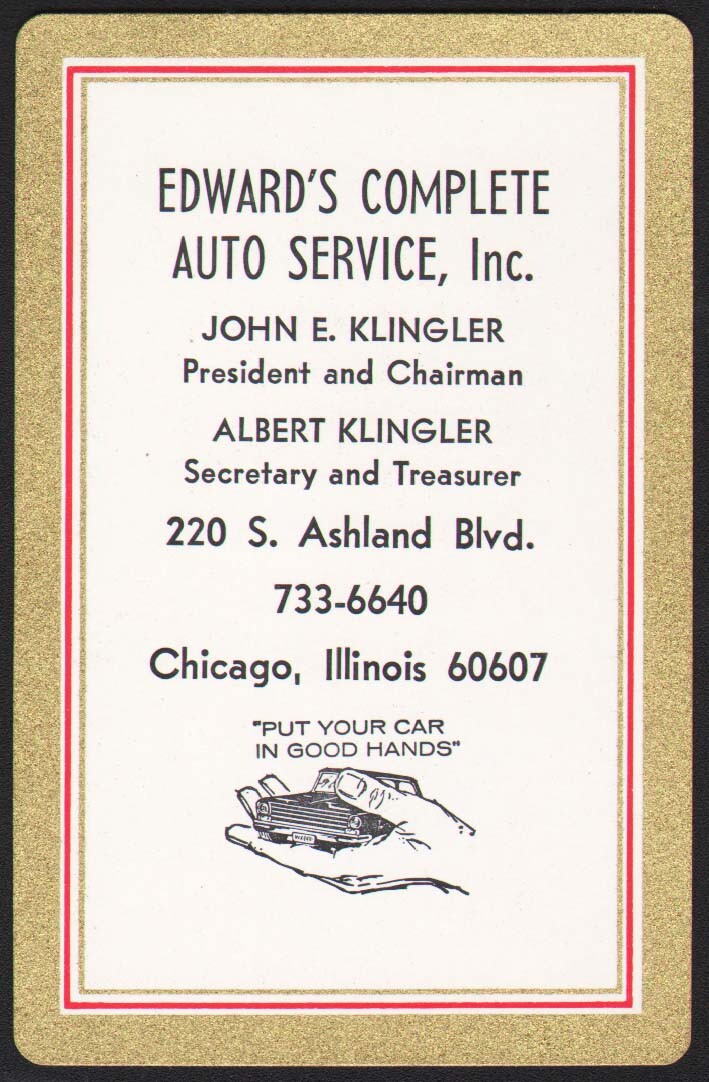 EDWARD'S COMPLETE
AUTO SERVICE, Inc.
JOHN E. KLINGLER
President and Chairman
ALBERT KLINGLER
Secretary and Treasurer
220 S. Ashland Blvd.
733-6640
Chicago, Illinois 60607
"PUT YOUR CAR
IN GOOD HANDS"